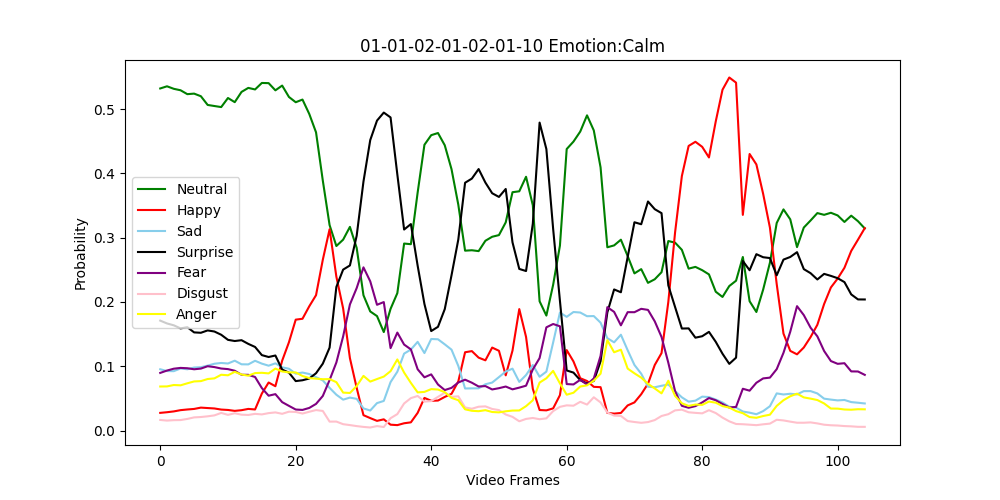 01-01-02-01-02-01-10 Emotion:Calm
Probability
0.5
0.4
0.3
0.2
0.1
0.0
Neutral
Happy
Sad
Surprise
Fear
Disgust
Anger
0 20 40 60 80 100
Video Frames